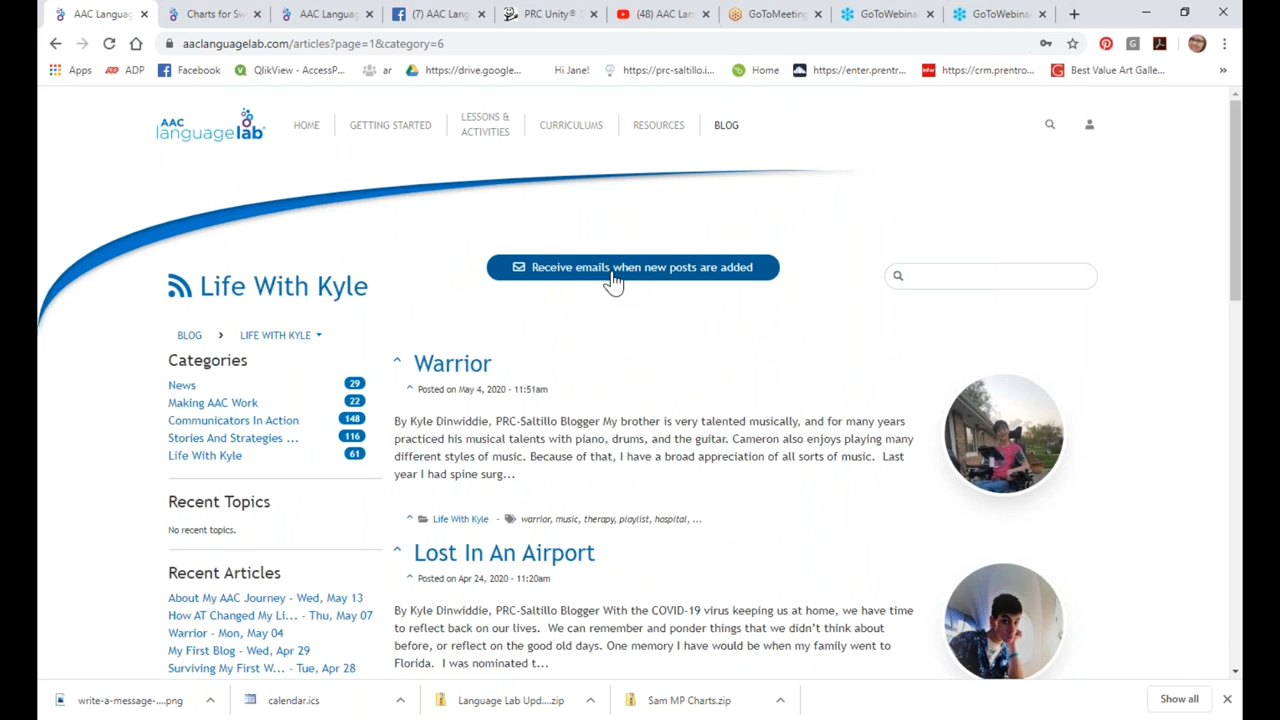 AAC Langua
Charts for Sw
AAC Langua
(7) AAC Lang
PRC Unity®
(48) AAC Lan
GoToMeeting
GoToWebina
GoToWebina
aaclanguagelab.com/articles?page=1&category=6
Apps
ADP
Facebook
QlikView - AccessP...
ar
https://drive.google...
Hi Jane!
https://prc-saltillo.i...
Home
https://enter.prentr...
https://crm.prentro...
Best Value Art Galle...
»
AAC
languagelab
HOME
GETTING STARTED
LESSONS &
ACTIVITIES
CURRICULUMS
RESOURCES
BLOG
Receive emails when new posts are added
Life With Kyle
BLOG > LIFE WITH KYLE
Categories
News 29
Making AAC Work 22
Communicators In Action 148
Stories And Strategies ... 116
Life With Kyle 61
Recent Topics
No recent topics.
Recent Articles
About My AAC Journey - Wed, May 13
How AT Changed My Li... - Thu, May 07
Warrior - Mon, May 04
My First Blog - Wed, Apr 29
Surviving My First W... - Tue, Apr 28
Warrior
Posted on May 4, 2020 - 11:51am
By Kyle Dinwiddie, PRC-Saltillo Blogger My brother is very talented musically, and for many years
practiced his musical talents with piano, drums, and the guitar. Cameron also enjoys playing many
different styles of music. Because of that, I have a broad appreciation of all sorts of music. Last
year I had spine surg...
Life With Kyle - warrior, music, therapy, playlist, hospital, ...
Lost In An Airport
Posted on Apr 24, 2020 - 11:20am
By Kyle Dinwiddie, PRC-Saltillo Blogger With the COVID-19 virus keeping us at home, we have time
to reflect back on our lives. We can remember and ponder things that we didn't think about
before, or reflect on the good old days. One memory I have would be when my family went to
Florida. I was nominated t...
write-a-message-....png
calendar.ics
Language Lab Upd....zip
Sam MP Charts.zip
Show all